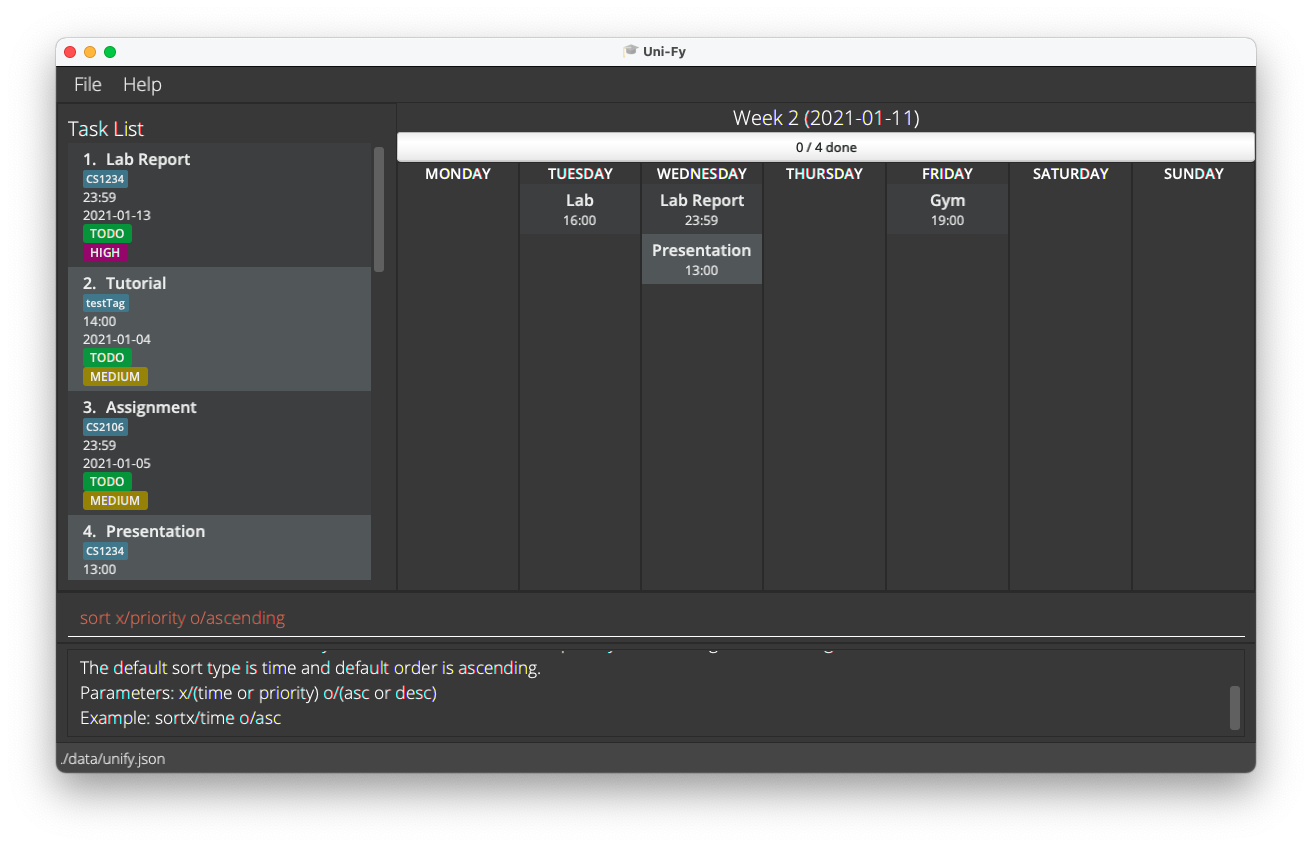 Uni-Fy
File Help
Task List
1. Lab Report
CS1234
23:59
2021-01-13
TODO
HIGH
2. Tutorial
testTag
14:00
2021-01-04
TODO
MEDIUM
3. Assignment
CS2106
23:59
2021-01-05
TODO
MEDIUM
4. Presentation
CS1234
13:00
Week 2 (2021-01-11)
0 / 4 done
MONDAY TUESDAY WEDNESDAY THURSDAY FRIDAY SATURDAY SUNDAY
Lab
16:00
Lab Report
23:59
Presentation
13:00
Gym
19:00
sort x/priority o/ascending
The default sort type is time and default order is ascending.
Parameters: x/(time or priority) o/(asc or desc)
Example: sortx/time o/asc
./data/unify.json